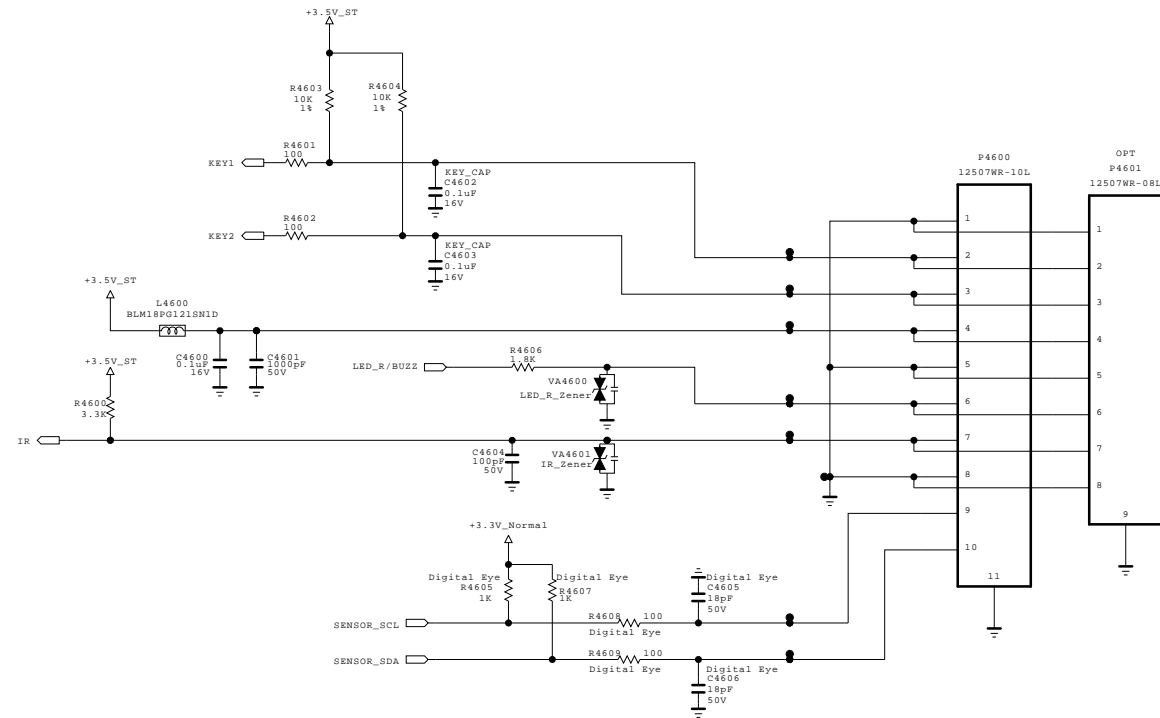 +3.5V_ST
R4603
10K
1%
R4604
10K
1%
R4601
100
KEY1
KEY_CAP
C4602
0.1uF
16V
R4602
100
KEY2
KEY_CAP
C4603
0.1uF
16V
+3.5V_ST
L4600
BLM18PG121SN1D
C4600
0.1uF
16V
C4601
1000pF
50V
+3.5V_ST
R4600
3.3K
IR
LED_R/BUZZ
R4606
1.8K
VA4600
LED_R_Zener
C4604
100pF
50V
VA4601
IR_Zener
+3.3V_Normal
Digital Eye
R4605
1K
Digital Eye
R4607
1K
SENSOR_SCL
R4608 100
Digital Eye
Digital Eye
C4605
18pF
50V
SENSOR_SDA
R4609 100
Digital Eye
Digital Eye
C4606
18pF
50V
P4600
12507WR-10L
1
2
3
4
5
6
7
8
9
10
11
OPT
P4601
12507WR-08L
1
2
3
4
5
6
7
8
9